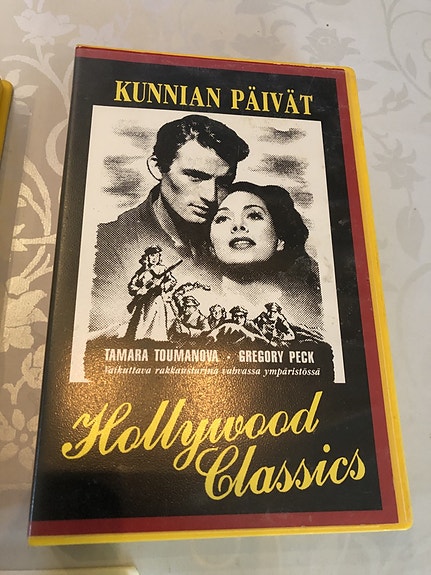 KUNNIAN PÄIVÄT
TAMARA TOUMANOVA · GREGORY PECK
Vaikuttava rakkaustarina vahvassa ympäristössä
Hollywood
Classics